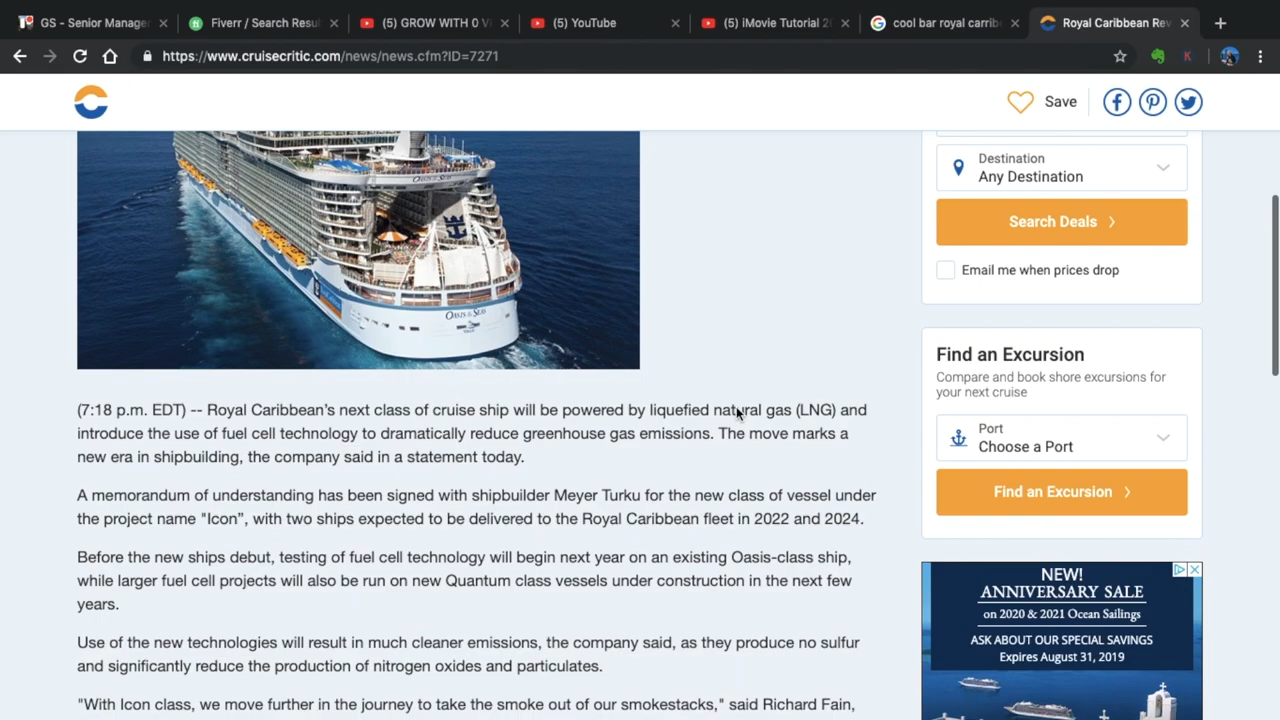 GS - Senior Manage
Fiverr / Search Resu
(5) GROW WITH 0 V
(5) YouTube
(5) iMovie Tutorial 2
cool bar royal carrib
Royal Caribbean Rev
https://www.cruisecritic.com/news/news.cfm?ID=7271
Save
OASIS OF THE SEAS
Destination
Any Destination
Search Deals
Email me when prices drop
Find an Excursion
Compare and book shore excursions for
your next cruise
Port
Choose a Port
Find an Excursion
(7:18 p.m. EDT) -- Royal Caribbean's next class of cruise ship will be powered by liquefied natural gas (LNG) and
introduce the use of fuel cell technology to dramatically reduce greenhouse gas emissions. The move marks a
new era in shipbuilding, the company said in a statement today.
A memorandum of understanding has been signed with shipbuilder Meyer Turku for the new class of vessel under
the project name "Icon”, with two ships expected to be delivered to the Royal Caribbean fleet in 2022 and 2024.
Before the new ships debut, testing of fuel cell technology will begin next year on an existing Oasis-class ship,
while larger fuel cell projects will also be run on new Quantum class vessels under construction in the next few
years.
Use of the new technologies will result in much cleaner emissions, the company said, as they produce no sulfur
and significantly reduce the production of nitrogen oxides and particulates.
"With Icon class, we move further in the journey to take the smoke out of our smokestacks," said Richard Fain,
NEW!
ANNIVERSARY SALE
on 2020 & 2021 Ocean Sailings
ASK ABOUT OUR SPECIAL SAVINGS
Expires August 31, 2019